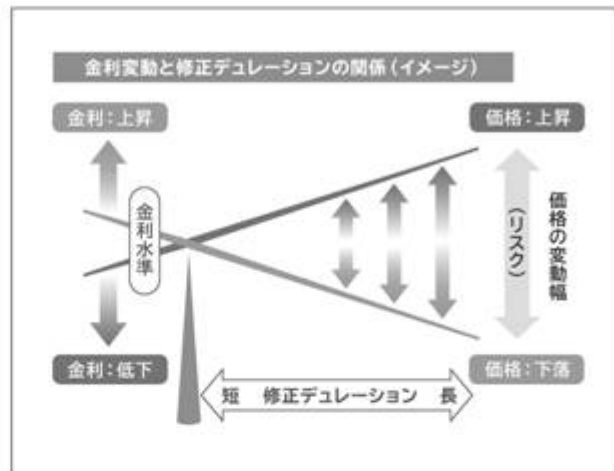 金利変動と修正デュレーションの関係(イメージ)
金利:上昇
価格:上昇
金利水準
価格の変動幅
(リスク)
金利:低下
価格:下落
短 修正デュレーション 長